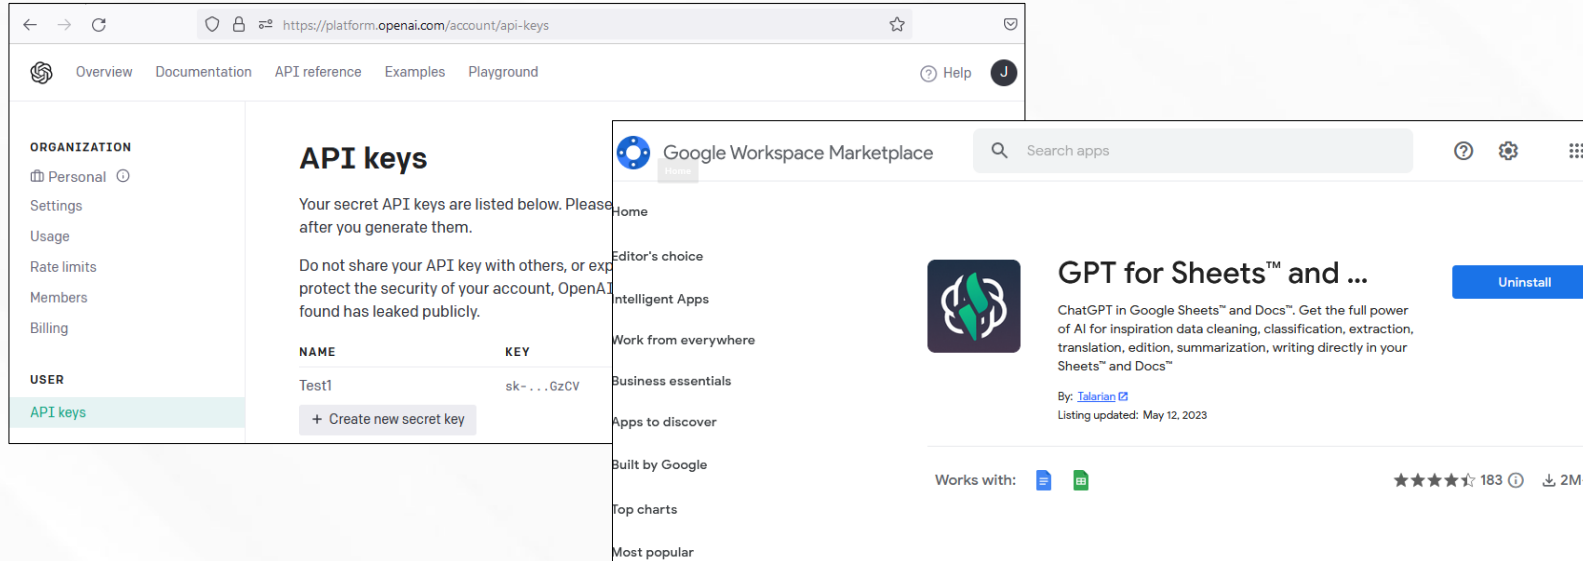 https://platform.openai.com/account/api-keys
Overview Documentation API reference Examples Playground
Help J
ORGANIZATION
Personal
Settings
Usage
Rate limits
Members
Billing
USER
API keys
API keys
Your secret API keys are listed below. Please
after you generate them.
Do not share your API key with others, or exp
protect the security of your account, OpenAI
found has leaked publicly.
NAME KEY
Test1 sk-...GzCV
+ Create new secret key
Google Workspace Marketplace
Search apps
Home
Home
Editor's choice
Intelligent Apps
Work from everywhere
Business essentials
Apps to discover
Built by Google
Top charts
Most popular
GPT for Sheets™ and ...
Uninstall
ChatGPT in Google Sheets™ and Docs™. Get the full power
of AI for inspiration data cleaning, classification, extraction,
translation, edition, summarization, writing directly in your
Sheets™ and Docs™
By: Talarian
Listing updated: May 12, 2023
Works with:
183
2M